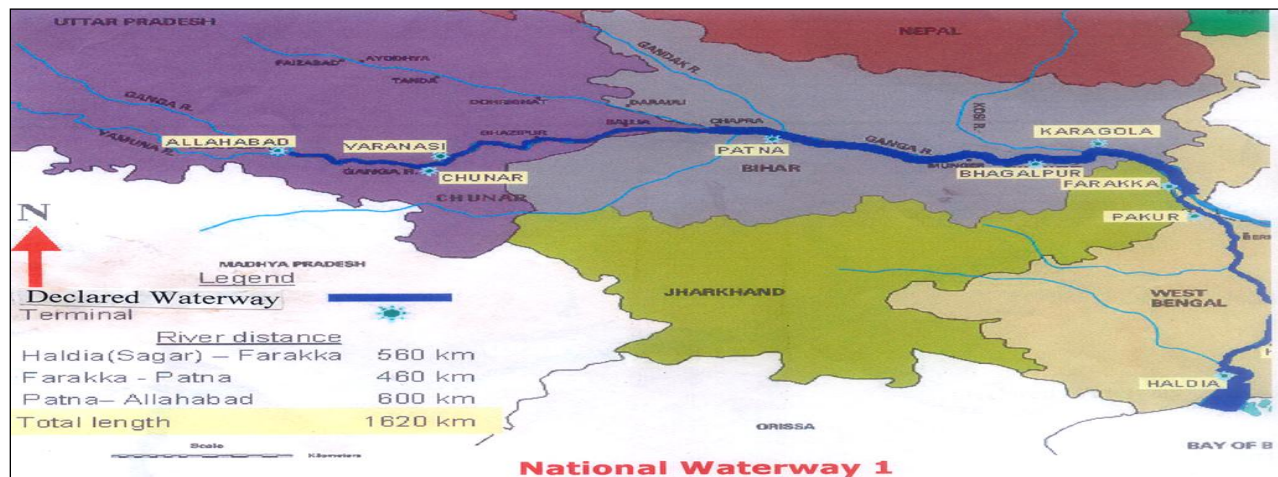 UTTAR PRADESH
NEPAL
GANDAK R.
FAIZABAD
AYODHYA
TANDA
GANGA R.
DARAULI
KOSI R.
YAMUNA R.
ALLAHABAD
VARANASI
GHAZIPUR
BALLIA
CHAPRA
KARAGOLA
PATNA
GANGA R.
MUNGER
BHAGALPUR
GANGA R.
CHUNAR
BIHAR
FARAKKA
CHUNAR
PAKUR
N
MADHYA PRADESH
Legend
Declared Waterway
Terminal
JHARKHAND
WEST
BENGAL
River distance
Haldia(Sagar) – Farakka 560 km
Farakka - Patna 460 km
Patna– Allahabad 600 km
Total length 1620 km
HALDIA
ORISSA
Scale
Kilometers
BAY OF B
National Waterway 1